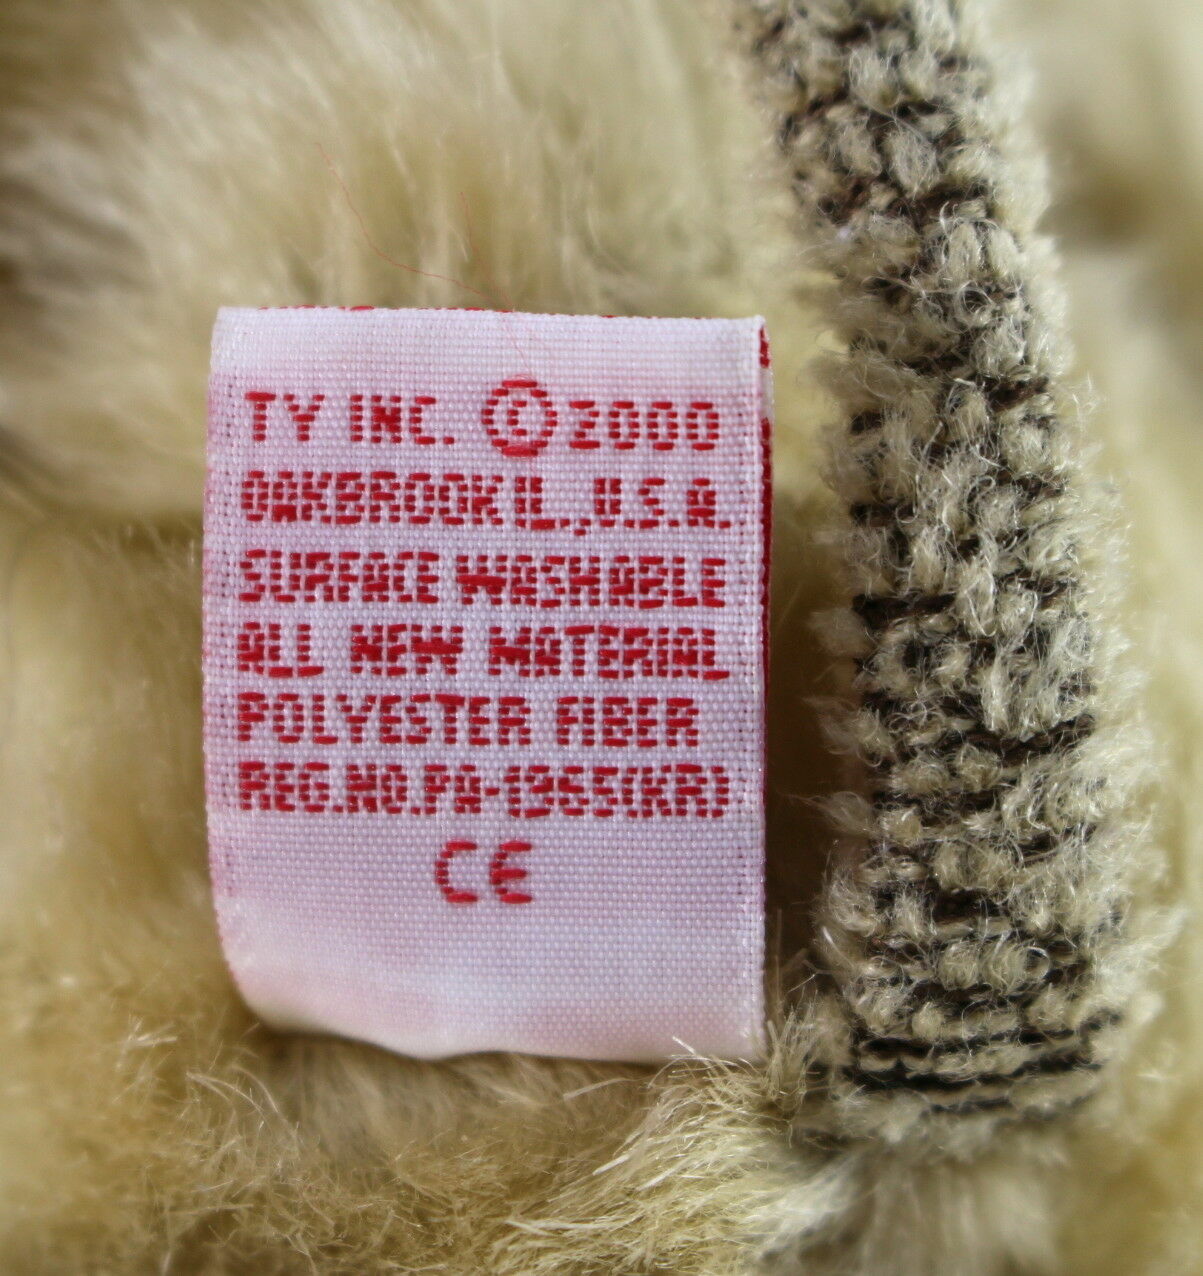 TY INC. © 2000
OAKBROOK IL., U.S.A.
SURFACE WASHABLE
ALL NEW MATERIAL
POLYESTER FIBER
REG.NO.PA-1965(KR)
CE